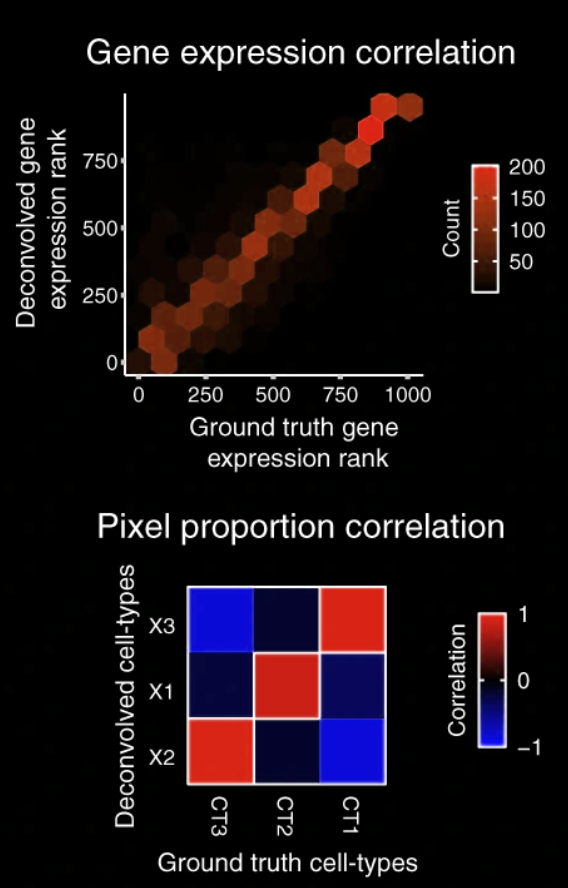 Gene expression correlation
Deconvolved gene
expression rank
750
500
250
0
0 250 500 750 1000
Ground truth gene
expression rank
Count
200
150
100
50
Pixel proportion correlation
Deconvolved cell-types
X3
X1
X2
CT3 CT2 CT1
Ground truth cell-types
Correlation
1
0
−1